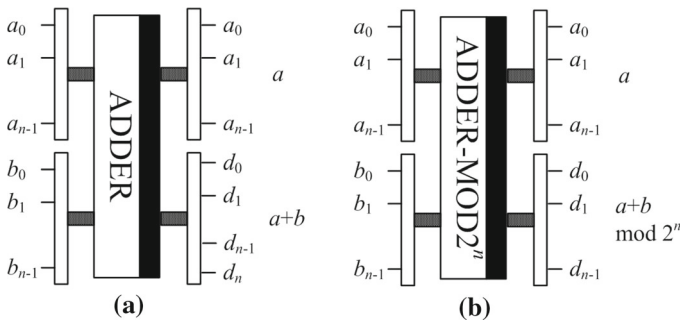 a₀ a₀ a₀ a₀
a₁ a₁ a₁ a₁
a a
aₙ₋₁ aₙ₋₁ aₙ₋₁ aₙ₋₁
ADDER ADDER-MOD2ⁿ
b₀ d₀ b₀ d₀
b₁ d₁ b₁ d₁
a+b a+b
mod 2ⁿ
dₙ₋₁
bₙ₋₁ dₙ bₙ₋₁ dₙ₋₁
(a) (b)